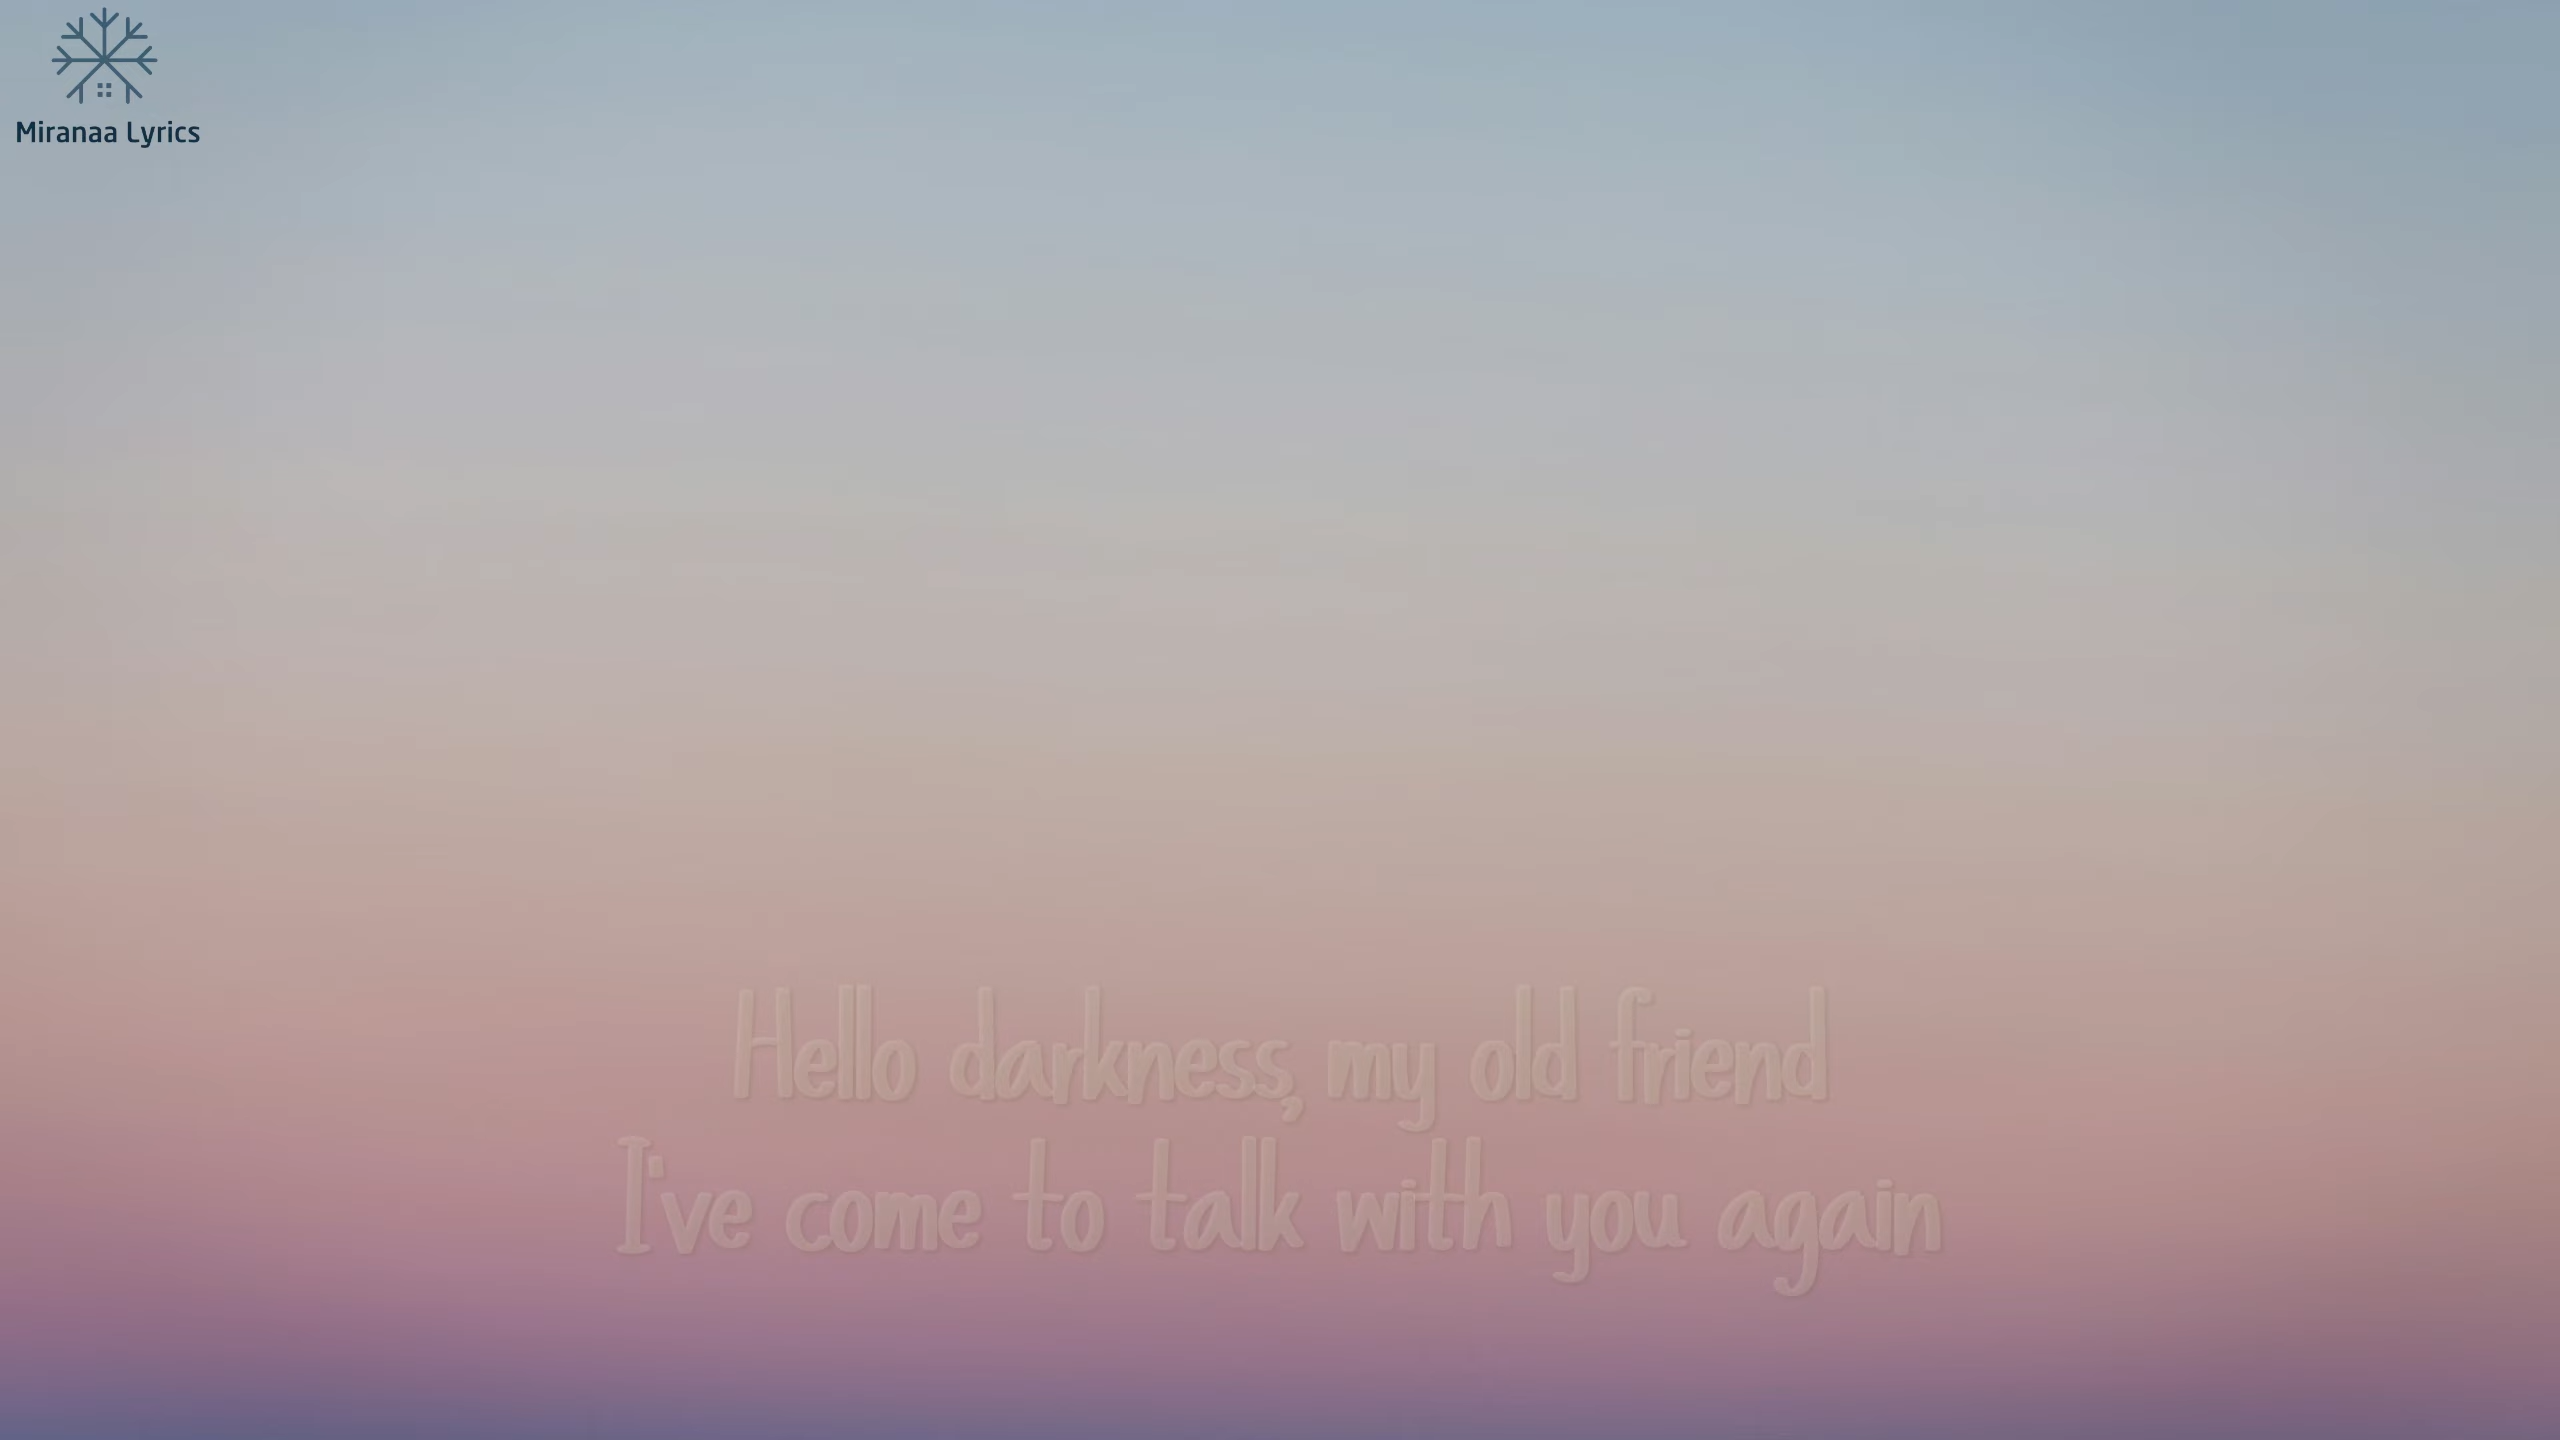 Miranaa Lyrics
Hello darkness, my old friend
I've come to talk with you again